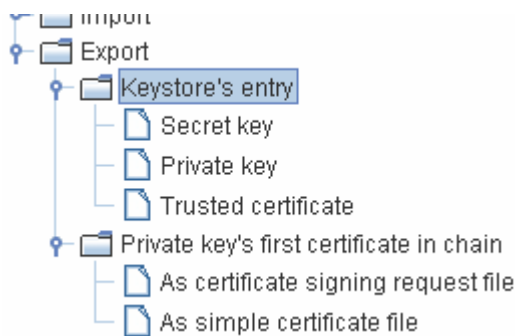 Import
Export
Keystore's entry
Secret key
Private key
Trusted certificate
Private key's first certificate in chain
As certificate signing request file
As simple certificate file